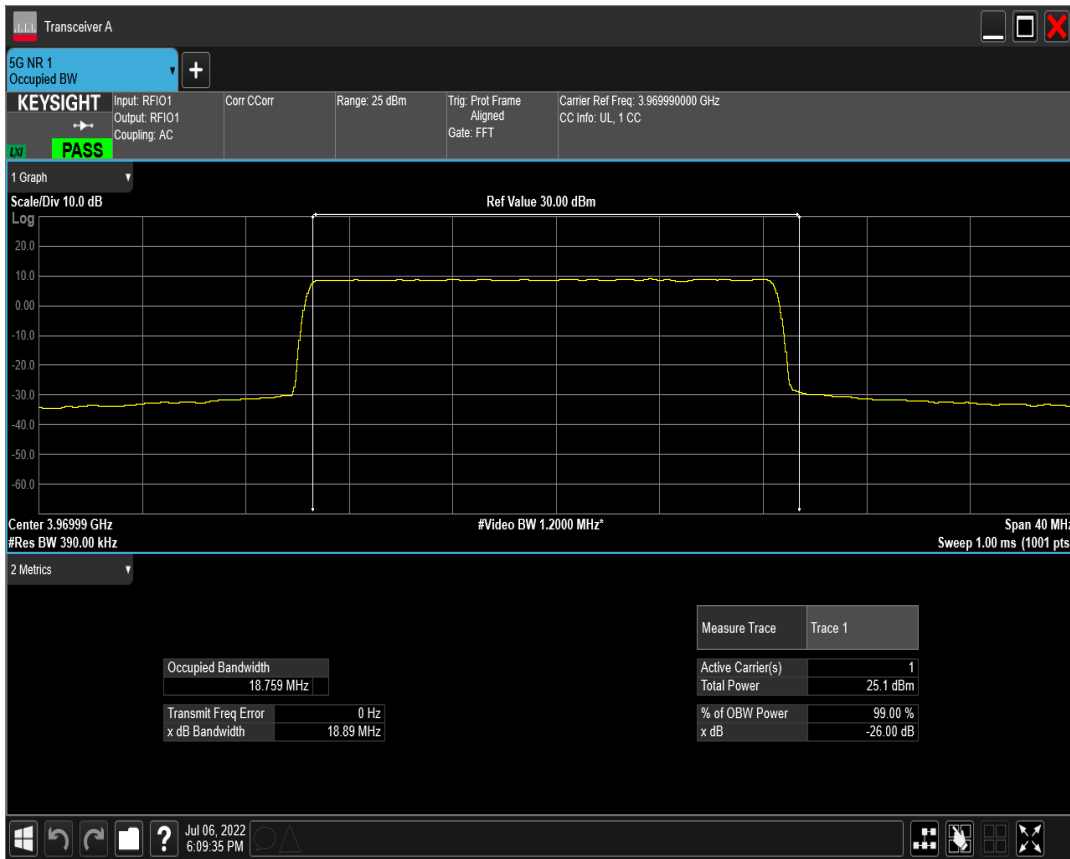 Transceiver A
5G NR 1
Occupied BW
+
KEYSIGHT
LXI
PASS
Input: RFIO1
Output: RFIO1
Coupling: AC
Corr CCorr
Range: 25 dBm
Trig: Prot Frame
Aligned
Gate: FFT
Carrier Ref Freq: 3.969990000 GHz
CC Info: UL, 1 CC
1 Graph
Scale/Div 10.0 dB
Ref Value 30.00 dBm
Log
20.0
10.0
0.00
-10.0
-20.0
-30.0
-40.0
-50.0
-60.0
Center 3.96999 GHz
#Video BW 1.2000 MHz*
Span 40 MHz
#Res BW 390.00 kHz
Sweep 1.00 ms (1001 pts
2 Metrics
Measure Trace Trace 1
Occupied Bandwidth
18.759 MHz
Active Carrier(s) 1
Total Power 25.1 dBm
Transmit Freq Error 0 Hz
x dB Bandwidth 18.89 MHz
% of OBW Power 99.00 %
x dB -26.00 dB
?
Jul 06, 2022
6:09:35 PM